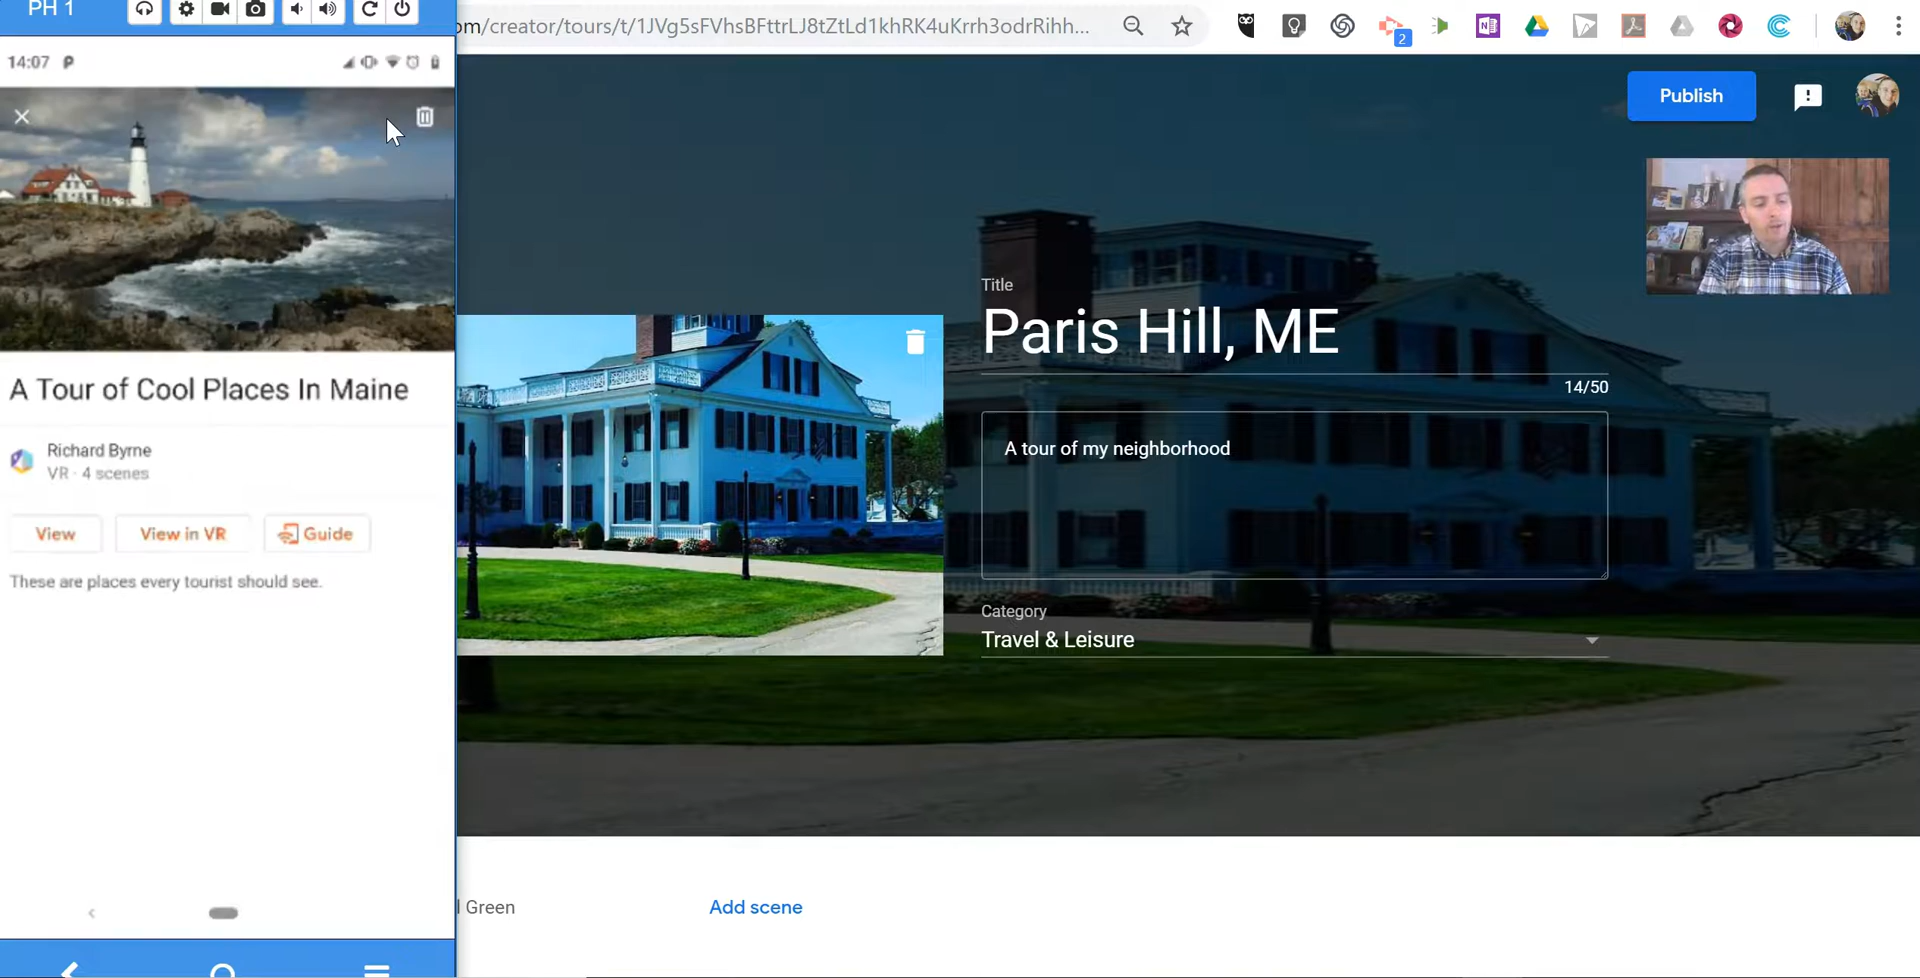 PH 1
14:07
A Tour of Cool Places In Maine
Richard Byrne
VR · 4 scenes
View
View in VR
Guide
These are places every tourist should see.
om/creator/tours/t/1JVg5sFVhsBFttrLJ8tZtLd1khRK4uKrrh3odrRihh...
2
Publish
Title
Paris Hill, ME
14/50
A tour of my neighborhood
Category
Travel & Leisure
l Green
Add scene